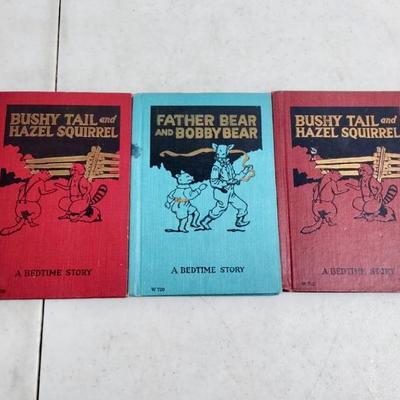 BUSHY TAIL and
HAZEL SQUIRREL
A BEDTIME STORY
FATHER BEAR
AND BOBBY BEAR
A BEDTIME STORY
W 720
BUSHY TAIL and
HAZEL SQUIRREL
A BEDTIME STORY